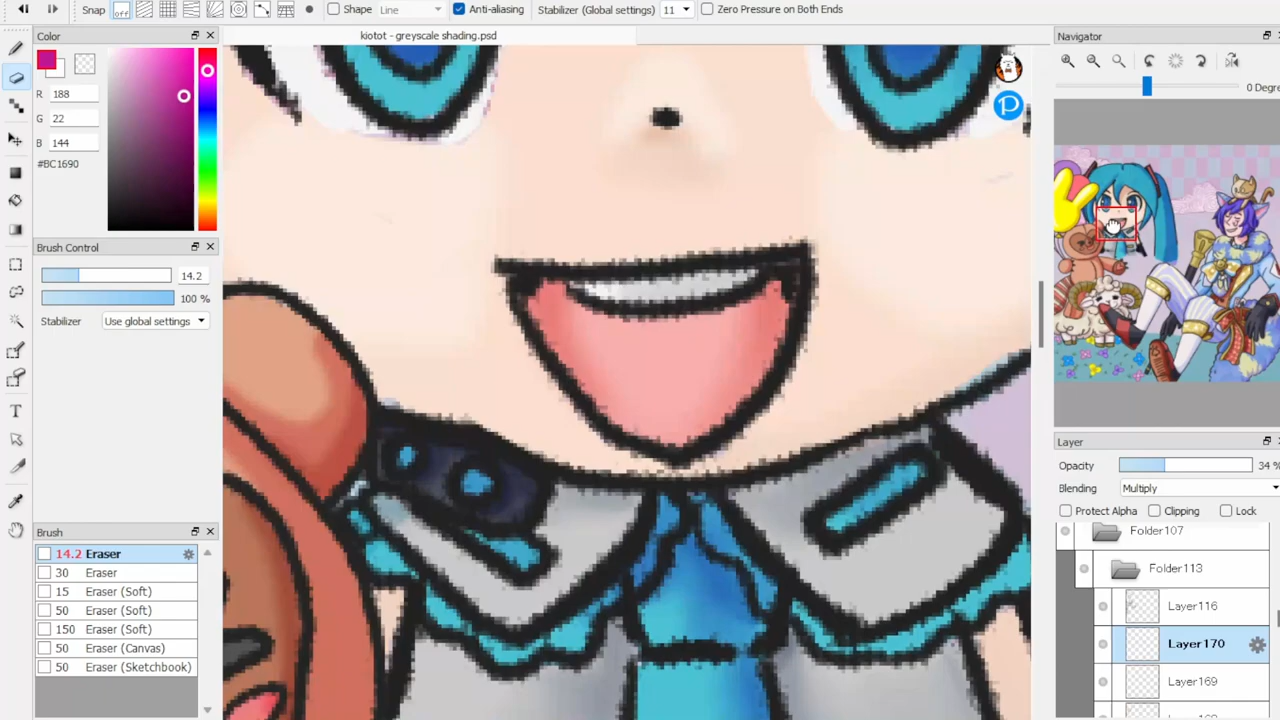 Snap
Shape
Line
Anti-aliasing
Stabilizer (Global settings)
11
Zero Pressure on Both Ends
Color
kiotot - greyscale shading.psd
Navigator
R 188
G 22
B 144
#BC1690
0 Degre
Brush Control
14.2
100 %
Stabilizer
Use global settings
Layer
Opacity
34 %
Blending
Multiply
Protect Alpha
Clipping
Lock
Brush
14.2 Eraser
30 Eraser
15 Eraser (Soft)
50 Eraser (Soft)
150 Eraser (Soft)
50 Eraser (Canvas)
50 Eraser (Sketchbook)
Folder107
Folder113
Layer116
Layer170
Layer169